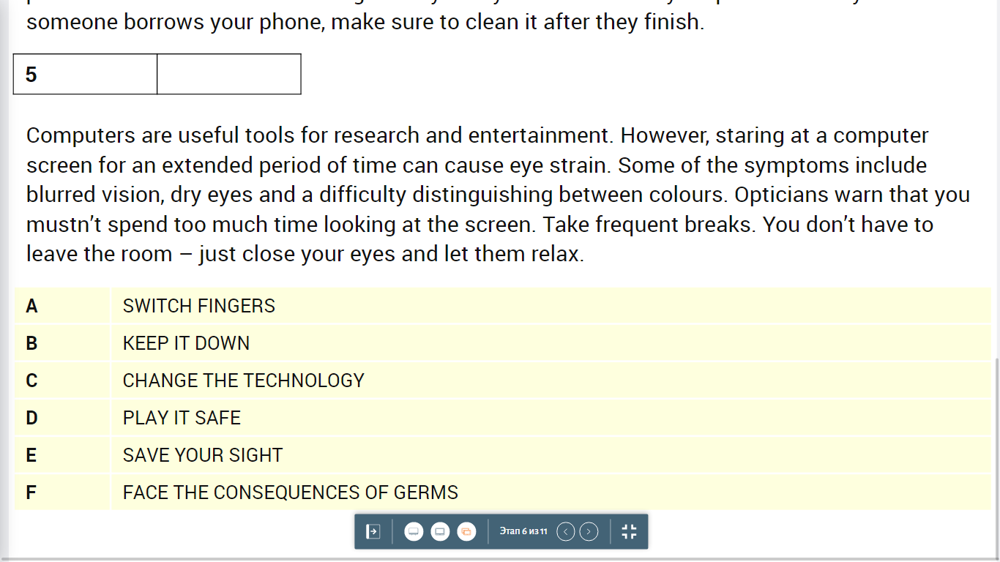 someone borrows your phone, make sure to clean it after they finish.
5
Computers are useful tools for research and entertainment. However, staring at a computer
screen for an extended period of time can cause eye strain. Some of the symptoms include
blurred vision, dry eyes and a difficulty distinguishing between colours. Opticians warn that you
mustn’t spend too much time looking at the screen. Take frequent breaks. You don’t have to
leave the room – just close your eyes and let them relax.
A SWITCH FINGERS
B KEEP IT DOWN
C CHANGE THE TECHNOLOGY
D PLAY IT SAFE
E SAVE YOUR SIGHT
F FACE THE CONSEQUENCES OF GERMS
Этап 6 из 11